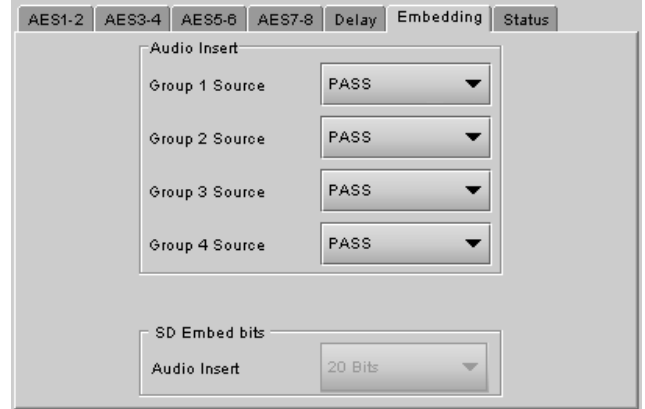 AES1-2 AES3-4 AES5-6 AES7-8 Delay Embedding Status
Audio Insert
Group 1 Source PASS
Group 2 Source PASS
Group 3 Source PASS
Group 4 Source PASS
SD Embed bits
Audio Insert 20 Bits